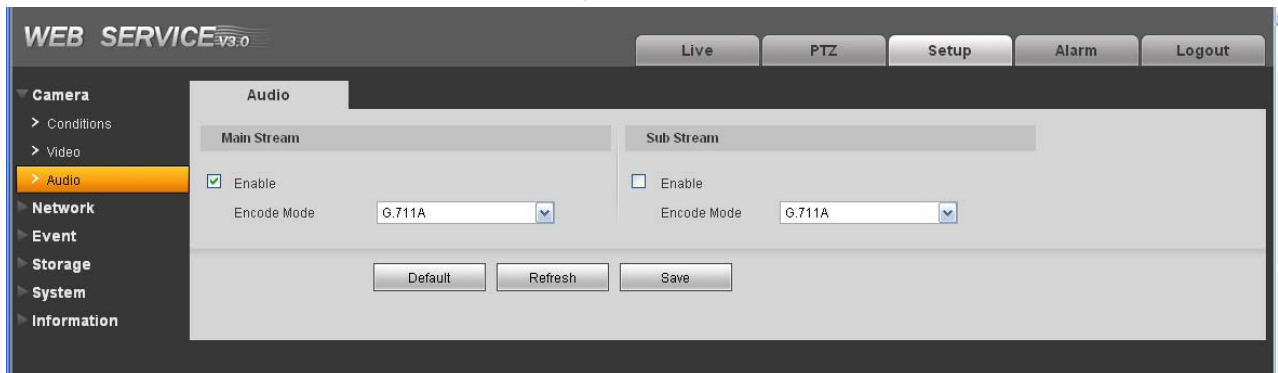 WEB SERVICE V3.0
Live PTZ Setup Alarm Logout
Camera
> Conditions
> Video
> Audio
Network
Event
Storage
System
Information
Audio
Main Stream
Enable
Encode Mode G.711A
Sub Stream
Enable
Encode Mode G.711A
Default Refresh Save